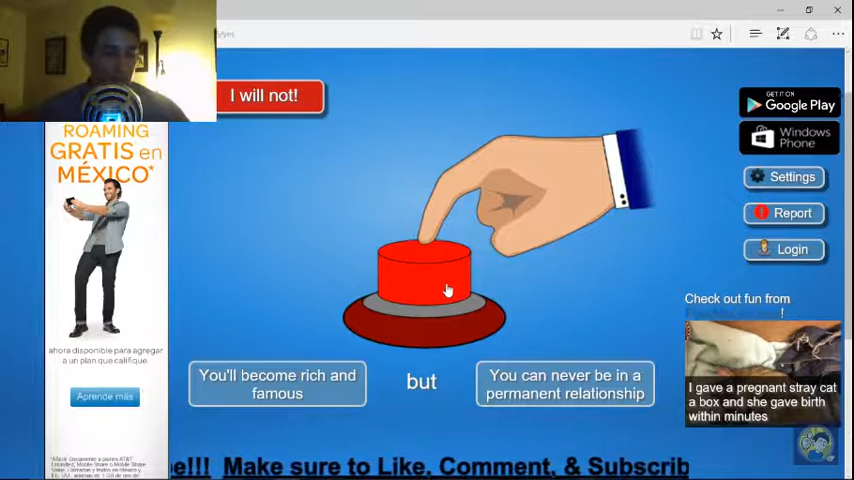 s/yes
I will not!
GET IT ON
Google Play
Windows
Phone
Settings
Report
Login
ROAMING
GRATIS en
MÉXICO*
ahora disponible para agregar
a un plan que califique.
Aprende más
You'll become rich and
famous
but
You can never be in a
permanent relationship
Check out fun from
!
I gave a pregnant stray cat
a box and she gave birth
within minutes
e!!! Make sure to Like, Comment, & Subscrib